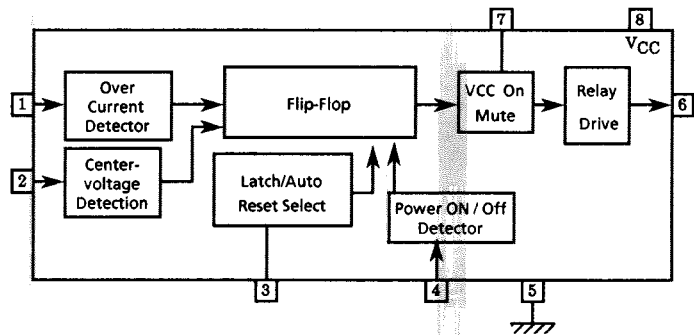 7
8
VCC
1
Over
Current
Detector
Flip-Flop
VCC On
Mute
Relay
Drive
6
2
Center-
voltage
Detection
Latch/Auto
Reset Select
Power ON / Off
Detector
3
4
5